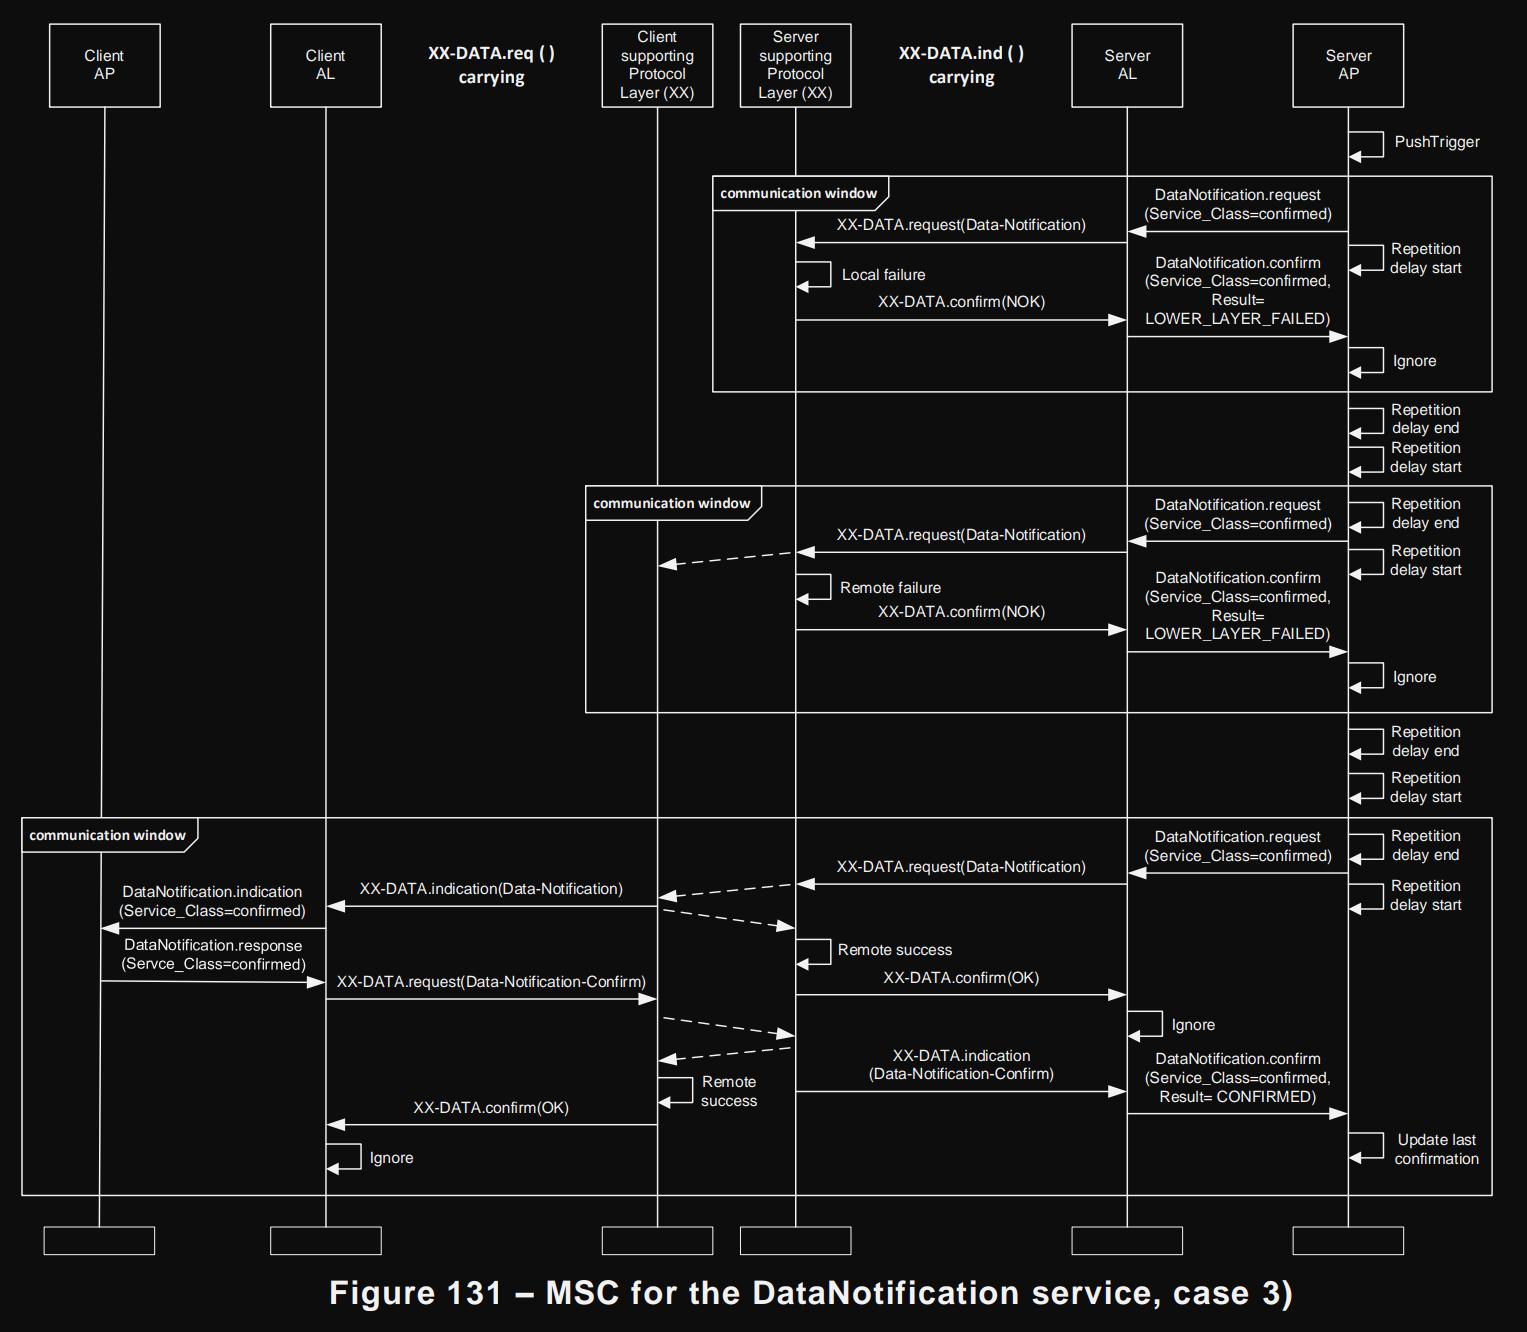 Client
AP
Client
AL
XX-DATA.req ( )
carrying
Client
supporting
Protocol
Layer (XX)
Server
supporting
Protocol
Layer (XX)
XX-DATA.ind ( )
carrying
Server
AL
Server
AP
PushTrigger
communication window
DataNotification.request
(Service_Class=confirmed)
XX-DATA.request(Data-Notification)
Repetition
delay start
Local failure
DataNotification.confirm
(Service_Class=confirmed,
Result=
LOWER_LAYER_FAILED)
XX-DATA.confirm(NOK)
Ignore
Repetition
delay end
Repetition
delay start
communication window
DataNotification.request
(Service_Class=confirmed)
Repetition
delay end
XX-DATA.request(Data-Notification)
Repetition
delay start
Remote failure
DataNotification.confirm
(Service_Class=confirmed,
Result=
LOWER_LAYER_FAILED)
XX-DATA.confirm(NOK)
Ignore
Repetition
delay end
Repetition
delay start
communication window
DataNotification.request
(Service_Class=confirmed)
Repetition
delay end
XX-DATA.request(Data-Notification)
Repetition
delay start
XX-DATA.indication(Data-Notification)
DataNotification.indication
(Service_Class=confirmed)
DataNotification.response
(Servce_Class=confirmed)
Remote success
XX-DATA.request(Data-Notification-Confirm)
XX-DATA.confirm(OK)
Ignore
XX-DATA.indication
(Data-Notification-Confirm)
DataNotification.confirm
(Service_Class=confirmed,
Result= CONFIRMED)
Remote
success
XX-DATA.confirm(OK)
Ignore
Update last
confirmation
Figure 131 – MSC for the DataNotification service, case 3)